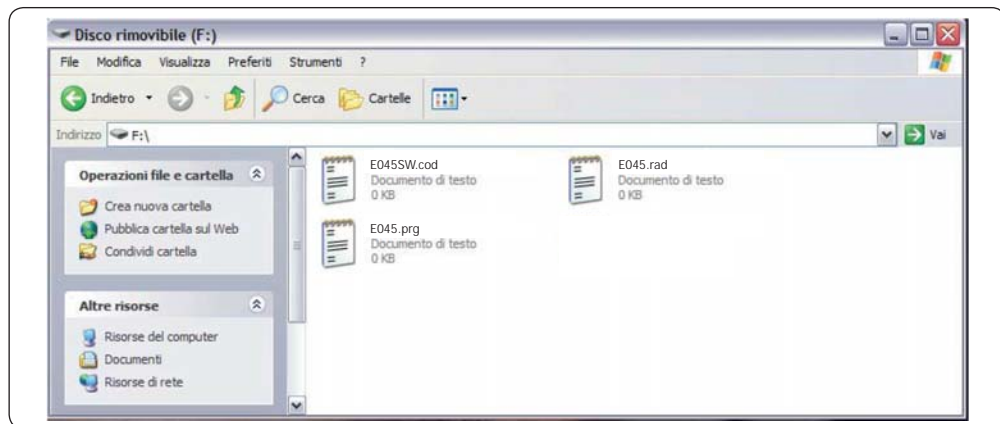 Disco rimovibile (F:)
File Modifica Visualizza Preferiti Strumenti ?
Indietro Cerca Cartelle
Indirizzo F:\ Vai
Operazioni file e cartella
Crea nuova cartella
Pubblica cartella sul Web
Condividi cartella
Altre risorse
Risorse del computer
Documenti
Risorse di rete
E045SW.cod
Documento di testo
0 KB
E045.rad
Documento di testo
0 KB
E045.prg
Documento di testo
0 KB